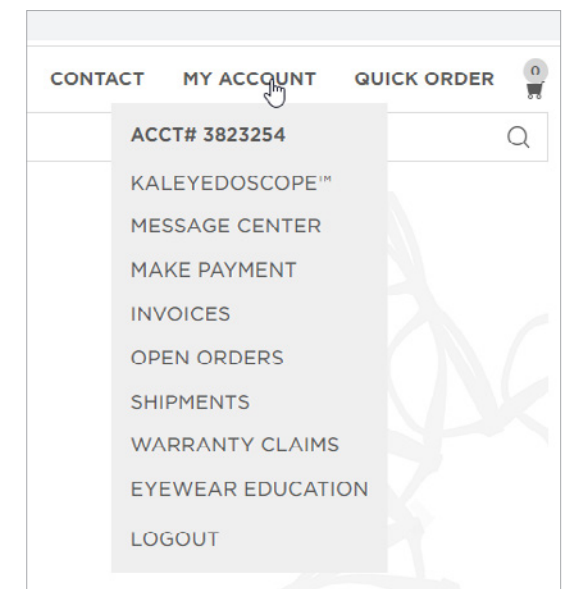 CONTACT MY ACCOUNT QUICK ORDER 0
ACCT# 3823254
KALEYEDOSCOPE™
MESSAGE CENTER
MAKE PAYMENT
INVOICES
OPEN ORDERS
SHIPMENTS
WARRANTY CLAIMS
EYEWEAR EDUCATION
LOGOUT